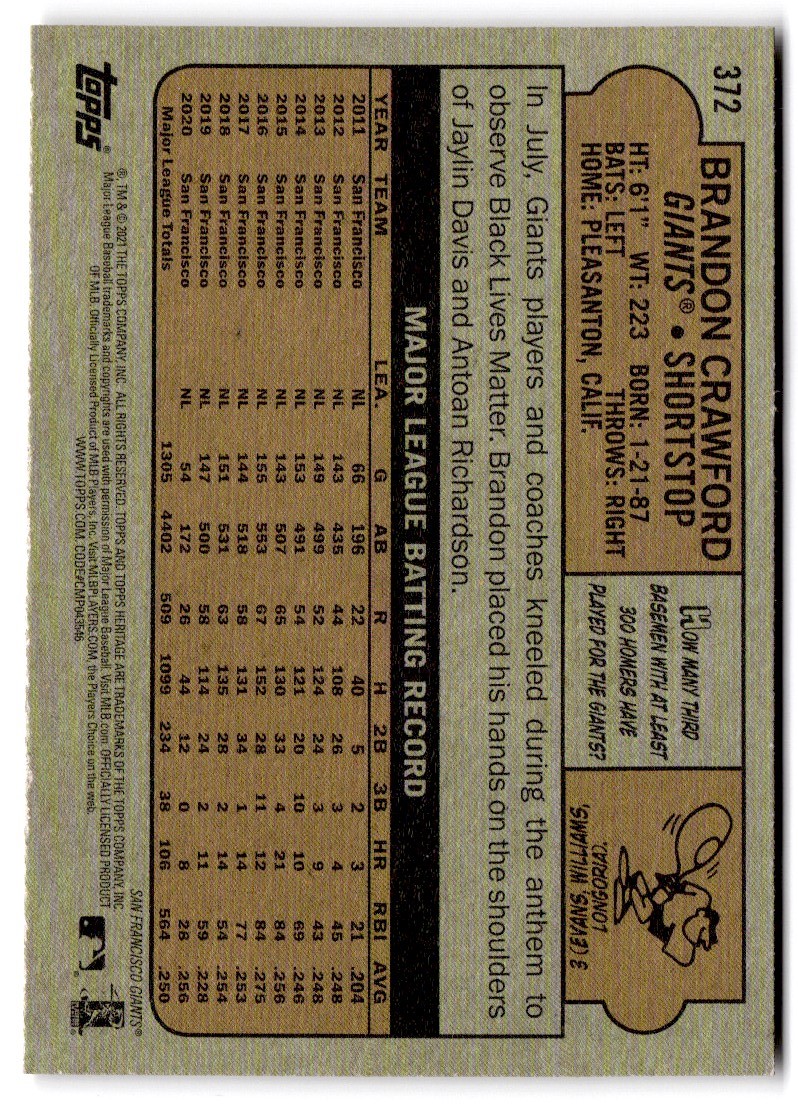 372
BRANDON CRAWFORD
GIANTS® • SHORTSTOP
HT: 6'1" WT: 223 BORN: 1-21-87
BATS: LEFT THROWS: RIGHT
HOME: PLEASANTON, CALIF.
HOW MANY THIRD
BASEMEN WITH AT LEAST
300 HOMERS HAVE
PLAYED FOR THE GIANTS?
3 (EVANS, WILLIAMS,
LONGORIA).
In July, Giants players and coaches kneeled during the anthem to
observe Black Lives Matter. Brandon placed his hands on the shoulders
of Jaylin Davis and Antoan Richardson.
MAJOR LEAGUE BATTING RECORD
YEAR TEAM LEA. G AB R H 2B 3B HR RBI AVG
2011 San Francisco NL 66 196 22 40 5 2 3 21 .204
2012 San Francisco NL 143 435 44 108 26 3 4 45 .248
2013 San Francisco NL 149 499 52 124 24 3 9 43 .248
2014 San Francisco NL 153 491 54 121 20 10 10 69 .246
2015 San Francisco NL 143 507 65 130 33 4 21 84 .256
2016 San Francisco NL 155 553 67 152 28 11 12 84 .275
2017 San Francisco NL 144 518 58 131 34 1 14 77 .253
2018 San Francisco NL 151 531 63 135 28 2 14 54 .254
2019 San Francisco NL 147 500 58 114 24 2 11 59 .228
2020 San Francisco NL 54 172 26 44 12 0 8 28 .256
Major League Totals 1305 4402 509 1099 234 38 106 564 .250
SAN FRANCISCO GIANTS®
topps®
®, TM & © 2021 THE TOPPS COMPANY, INC. ALL RIGHTS RESERVED. TOPPS AND TOPPS HERITAGE ARE TRADEMARKS OF THE TOPPS COMPANY, INC.
Major League Baseball trademarks and copyrights are used with permission of Major League Baseball. Visit MLB.com. OFFICIALLY LICENSED PRODUCT
OF MLB. Officially Licensed Product of MLB Players, Inc. Visit MLBPLAYERS.COM, the Players Choice on the web.
WWW.TOPPS.COM. CODE#CMP043546